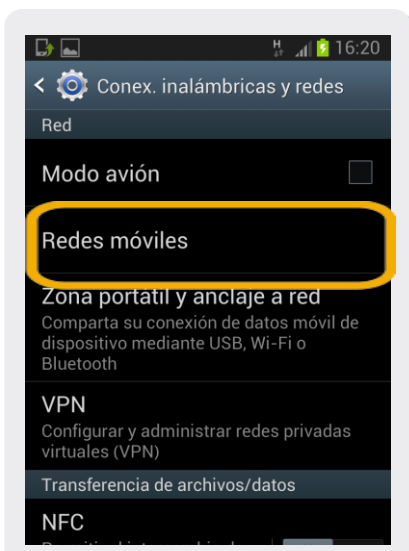 H 16:20
< Conex. inalámbricas y redes
Red
Modo avión
Redes móviles
Zona portátil y anclaje a red
Comparta su conexión de datos móvil de
dispositivo mediante USB, Wi-Fi o
Bluetooth
VPN
Configurar y administrar redes privadas
virtuales (VPN)
Transferencia de archivos/datos
NFC